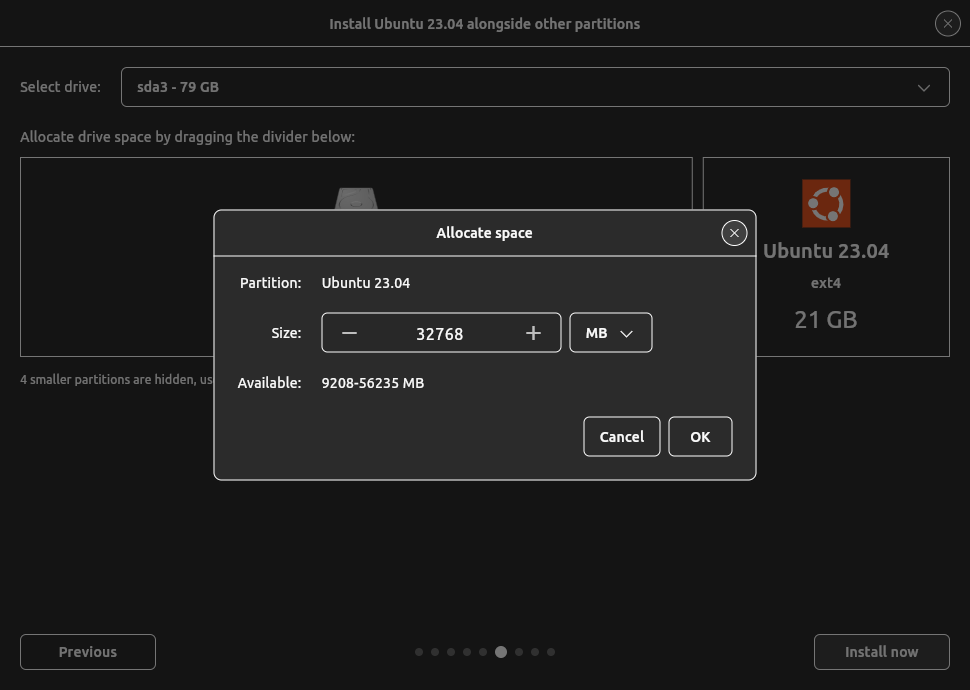 Install Ubuntu 23.04 alongside other partitions
Select drive: sda3 - 79 GB
Allocate drive space by dragging the divider below:
Ubuntu 23.04
ext4
21 GB
4 smaller partitions are hidden, us
Allocate space
Partition: Ubuntu 23.04
Size: 32768 MB
Available: 9208-56235 MB
Cancel OK
Previous Install now